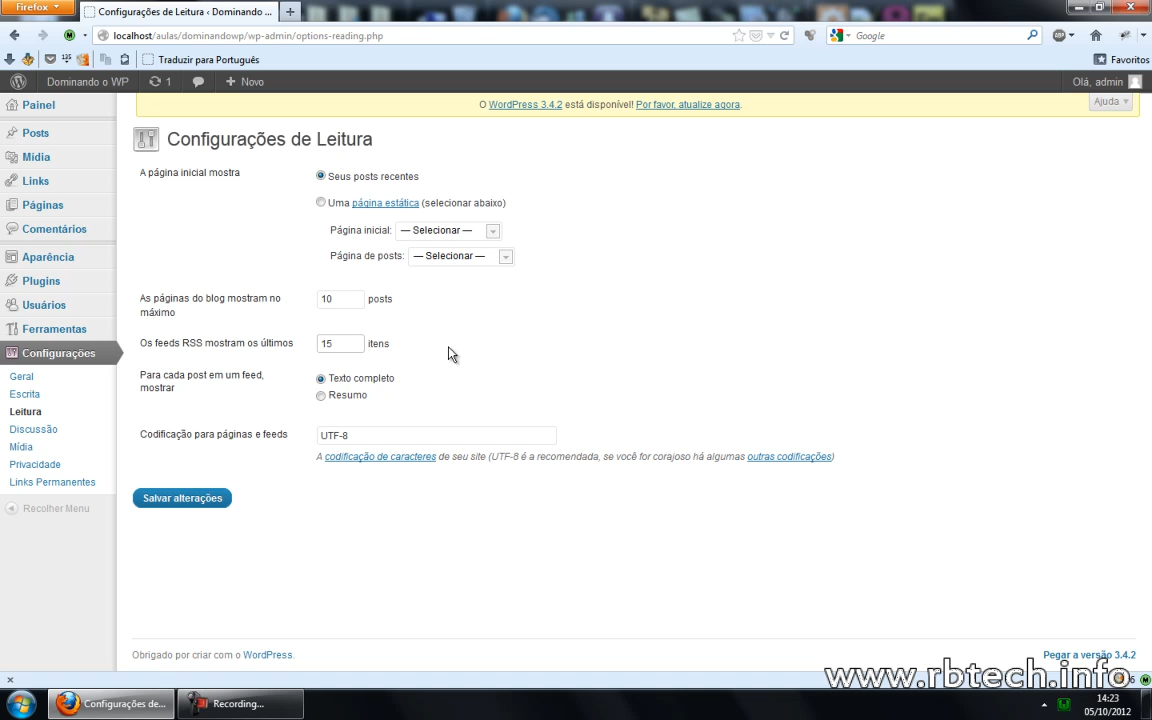 Firefox
Configurações de Leitura ‹ Dominando ...
localhost/aulas/dominandowp/wp-admin/options-reading.php
Google
Traduzir para Português
Favoritos
Dominando o WP
1
Novo
Olá, admin
Painel
Posts
Mídia
Links
Páginas
Comentários
Aparência
Plugins
Usuários
Ferramentas
Configurações
Geral
Escrita
Leitura
Discussão
Mídia
Privacidade
Links Permanentes
Recolher Menu
O WordPress 3.4.2 está disponível! Por favor, atualize agora.
Ajuda
Configurações de Leitura
A página inicial mostra
Seus posts recentes
Uma página estática (selecionar abaixo)
Página inicial: — Selecionar —
Página de posts: — Selecionar —
As páginas do blog mostram no
máximo
10 posts
Os feeds RSS mostram os últimos
15 itens
Para cada post em um feed,
mostrar
Texto completo
Resumo
Codificação para páginas e feeds
UTF-8
A codificação de caracteres de seu site (UTF-8 é a recomendada, se você for corajoso há algumas outras codificações)
Salvar alterações
Obrigado por criar com o WordPress.
Pegar a versão 3.4.2
www.rbtech.info
Configurações de...
Recording...
14:23
05/10/2012